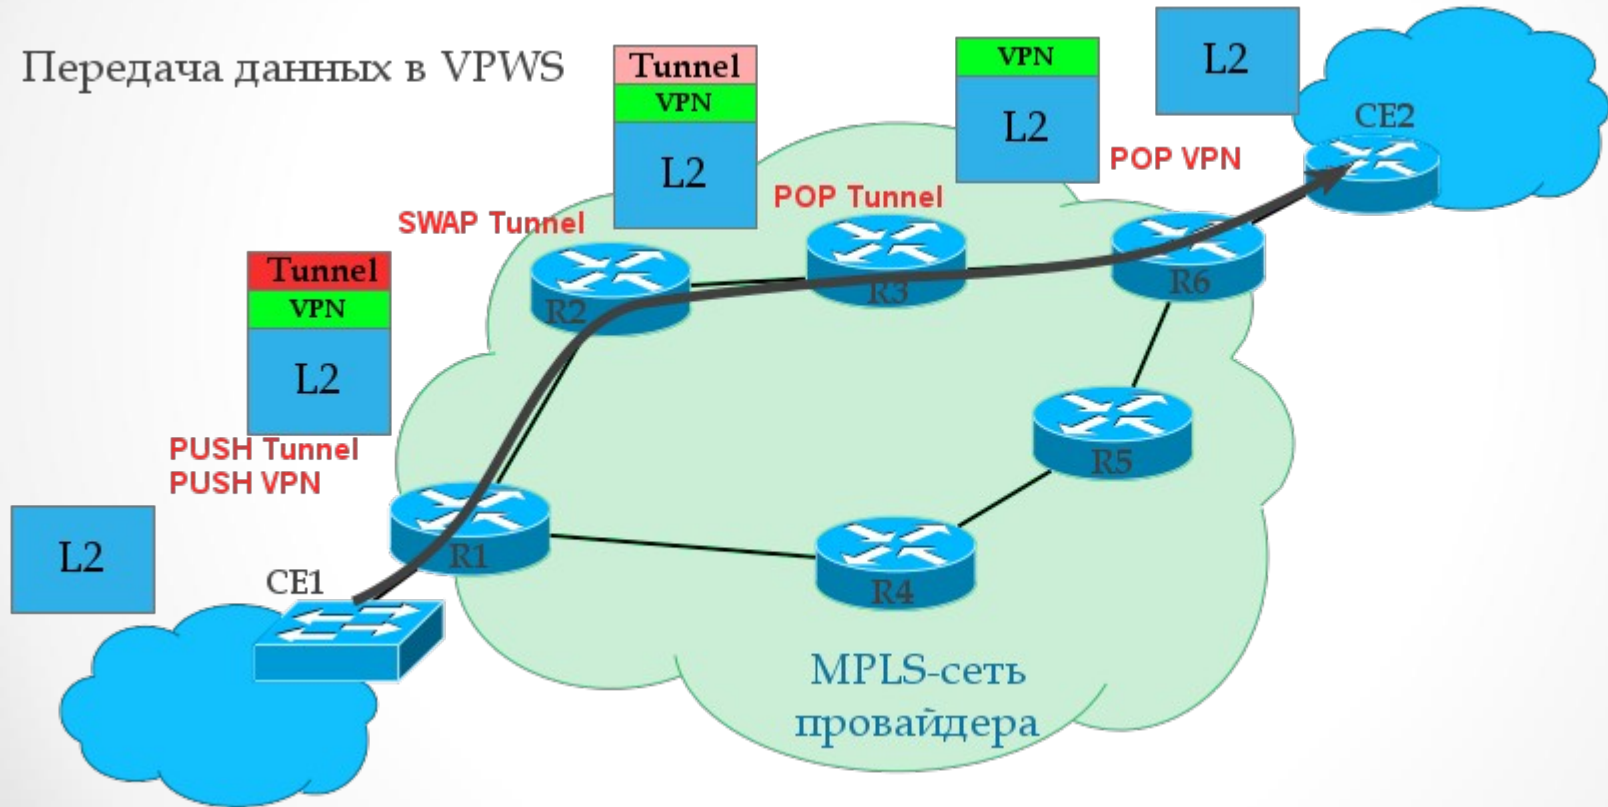 Передача данных в VPWS
Tunnel
VPN
L2
VPN
L2
L2
CE2
POP VPN
POP Tunnel
SWAP Tunnel
R2
R3
R6
Tunnel
VPN
L2
PUSH Tunnel
PUSH VPN
R5
L2
CE1
R1
R4
MPLS-сеть
провайдера